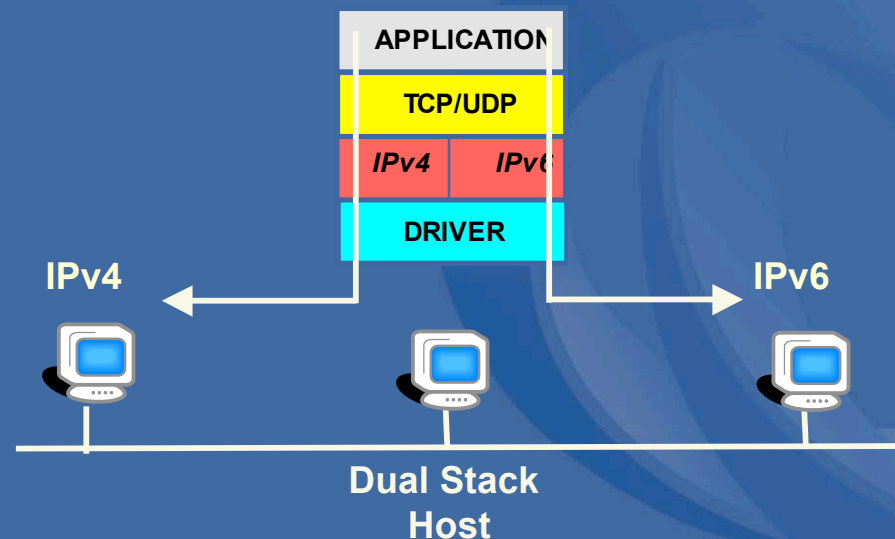 APPLICATION
TCP/UDP
IPv4 IPv6
DRIVER
IPv4
IPv6
Dual Stack
Host